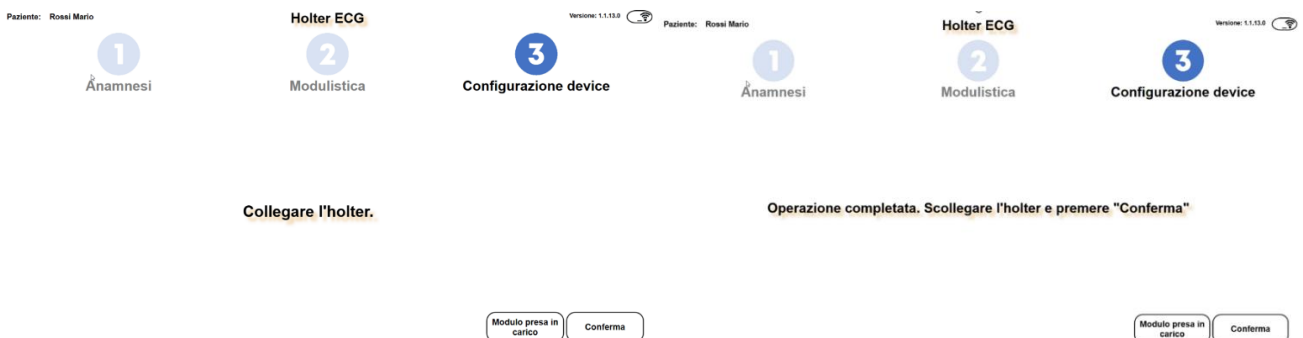 Paziente: Rossi Mario
Holter ECG
Versione: 1.1.13.0
1
2
3
Anamnesi
Modulistica
Configurazione device
Collegare l'holter.
Modulo presa in
carico
Conferma
Paziente: Rossi Mario
Holter ECG
Versione: 1.1.13.0
1
2
3
Anamnesi
Modulistica
Configurazione device
Operazione completata. Scollegare l'holter e premere "Conferma"
Modulo presa in
carico
Conferma